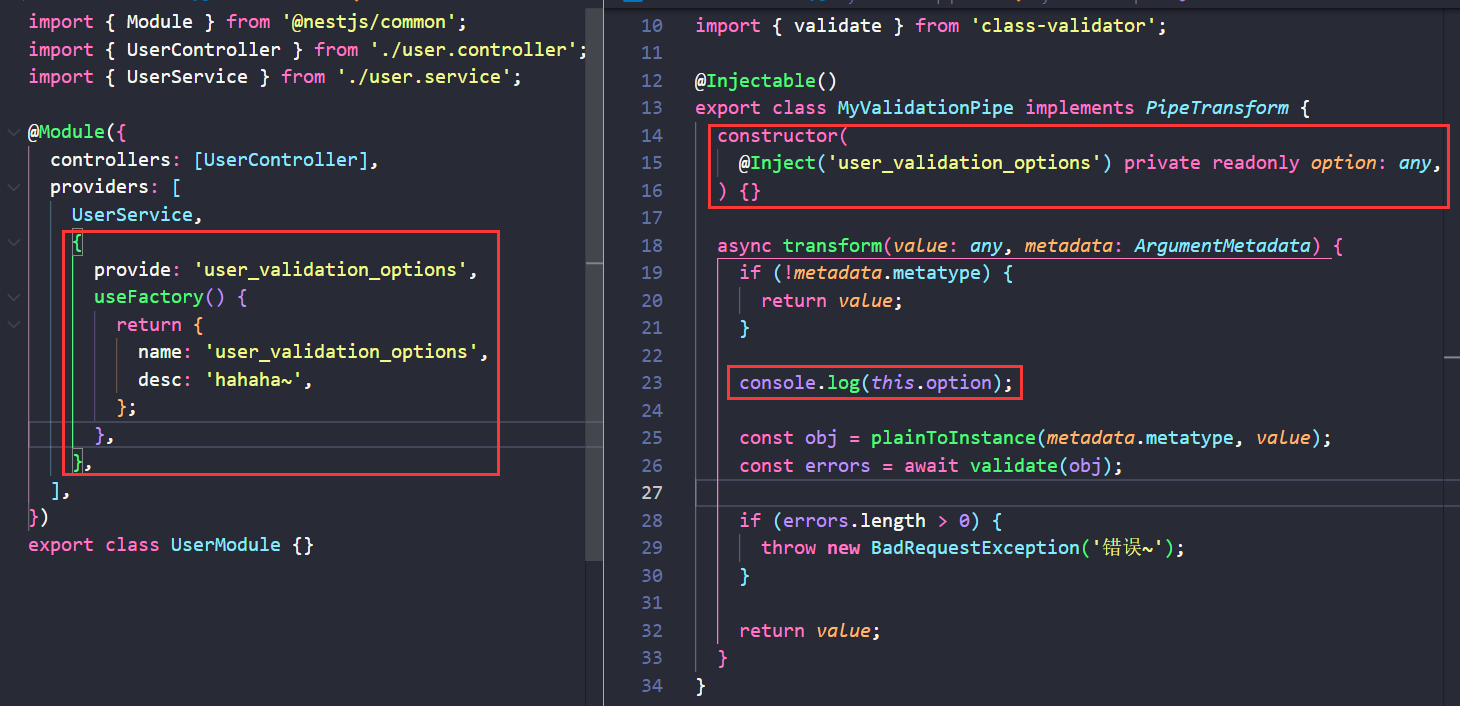 import { Module } from '@nestjs/common';
import { UserController } from './user.controller';
import { UserService } from './user.service';
@Module({
controllers: [UserController],
providers: [
UserService,
{
provide: 'user_validation_options',
useFactory() {
return {
name: 'user_validation_options',
desc: 'hahaha~',
};
},
},
],
})
export class UserModule {}
10 import { validate } from 'class-validator';
11
12 @Injectable()
13 export class MyValidationPipe implements PipeTransform {
14 constructor(
15 @Inject('user_validation_options') private readonly option: any,
16 ) {}
17
18 async transform(value: any, metadata: ArgumentMetadata) {
19 if (!metadata.metatype) {
20 return value;
21 }
22
23 console.log(this.option);
24
25 const obj = plainToInstance(metadata.metatype, value);
26 const errors = await validate(obj);
27
28 if (errors.length > 0) {
29 throw new BadRequestException('错误~');
30 }
31
32 return value;
33 }
34 }